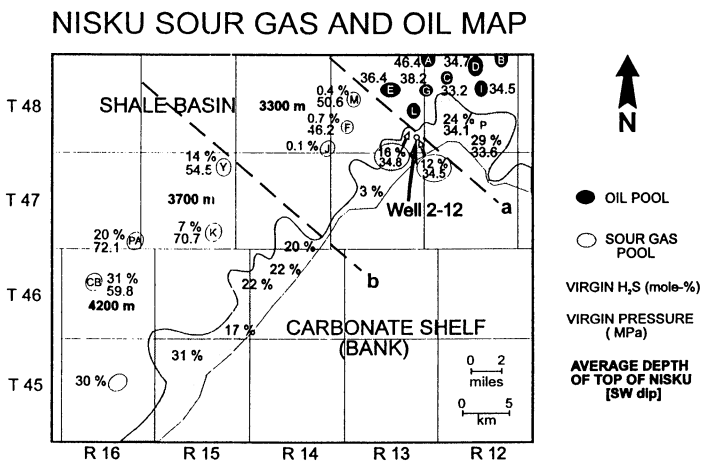 NISKU SOUR GAS AND OIL MAP
46.4 A 34.7 D B
36.4 38.2 C
E G 33.2 I 34.5
0.4 %
50.6 M
3300 m
T 48
SHALE BASIN
L
0.7 %
46.2 F
24 %
34.1 P
29 %
33.6
0.1 % J
16 %
34.8
12 %
34.5
14 %
54.5 Y
T 47
3700 m
3 %
Well 2-12
a
7 %
70.7 K
20 %
72.1 PA
20 %
22 %
22 %
b
CB 31 %
59.8
4200 m
T 46
17 %
CARBONATE SHELF
(BANK)
31 %
30 %
T 45
0 2
miles
0 5
km
R 16 R 15 R 14 R 13 R 12
N
OIL POOL
SOUR GAS
POOL
VIRGIN H₂S (mole-%)
VIRGIN PRESSURE
( MPa)
AVERAGE DEPTH
OF TOP OF NISKU
[SW dip]